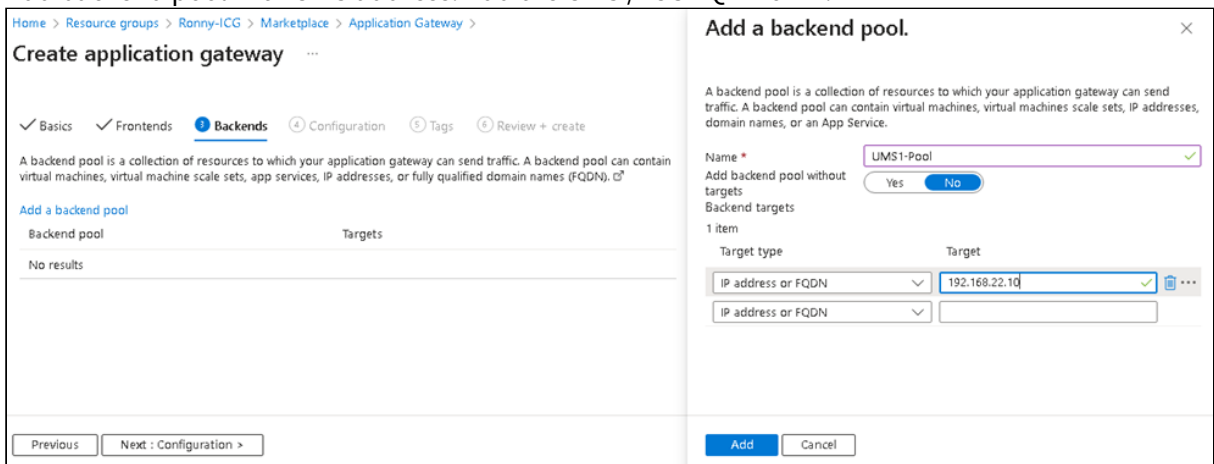 Home > Resource groups > Ronny-ICG > Marketplace > Application Gateway >
Create application gateway ...
Basics Frontends 3 Backends 4 Configuration 5 Tags 6 Review + create
A backend pool is a collection of resources to which your application gateway can send traffic. A backend pool can contain
virtual machines, virtual machine scale sets, app services, IP addresses, or fully qualified domain names (FQDN).
Add a backend pool
Backend pool Targets
No results
Previous Next : Configuration >
Add a backend pool.
A backend pool is a collection of resources to which your application gateway can send
traffic. A backend pool can contain virtual machines, virtual machines scale sets, IP addresses,
domain names, or an App Service.
Name * UMS1-Pool
Add backend pool without
targets
Yes No
Backend targets
1 item
Target type Target
IP address or FQDN 192.168.22.10
IP address or FQDN
Add Cancel